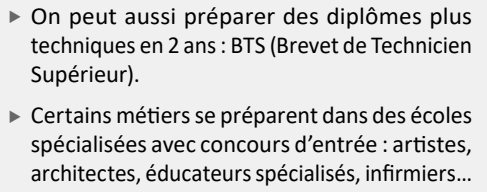 ▶ On peut aussi préparer des diplômes plus
techniques en 2 ans : BTS (Brevet de Technicien
Supérieur).
▶ Certains métiers se préparent dans des écoles
spécialisées avec concours d'entrée : artistes,
architectes, éducateurs spécialisés, infirmiers…